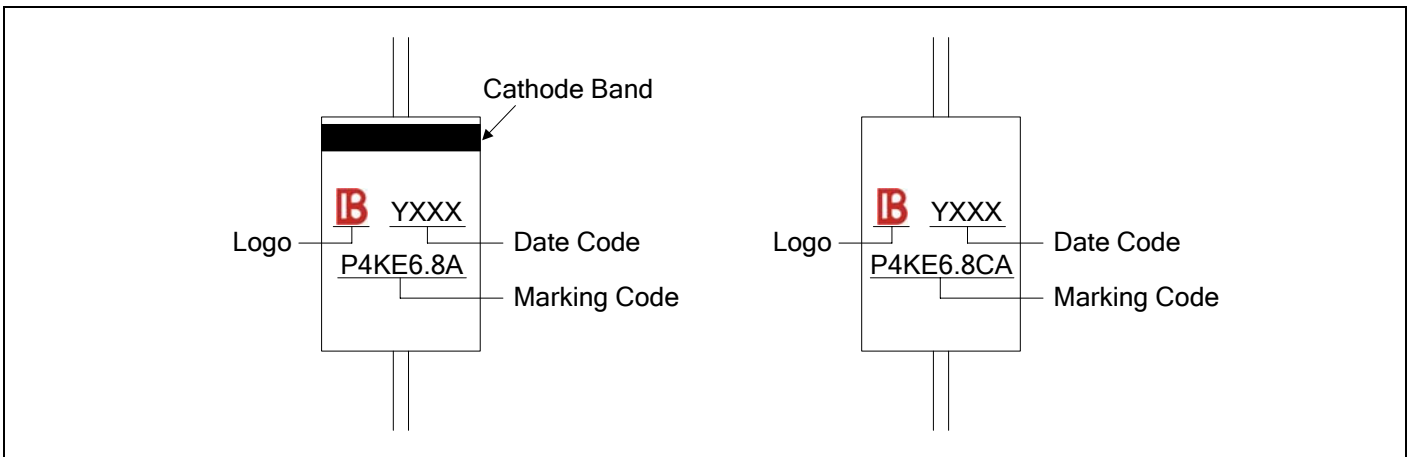 Cathode Band
B YXXX B YXXX
Logo Date Code Logo Date Code
P4KE6.8A P4KE6.8CA
Marking Code Marking Code